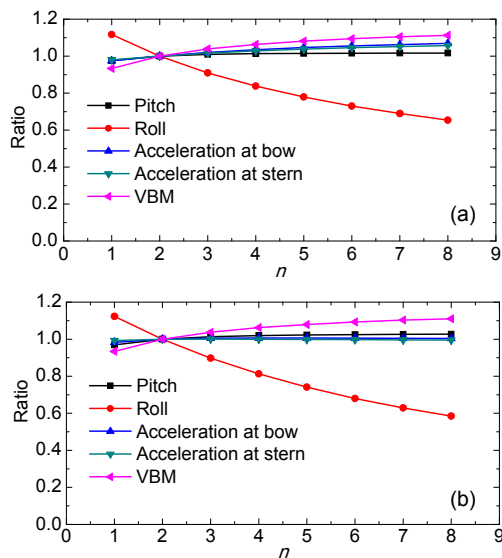 1.2
1.0
0.8
0.6
0.4
0.2
0.0
Ratio
Pitch
Roll
Acceleration at bow
Acceleration at stern
VBM
(a)
0 1 2 3 4 5 6 7 8 9
n
1.2
1.0
0.8
0.6
0.4
0.2
0.0
Ratio
Pitch
Roll
Acceleration at bow
Acceleration at stern
VBM
(b)
0 1 2 3 4 5 6 7 8 9
n